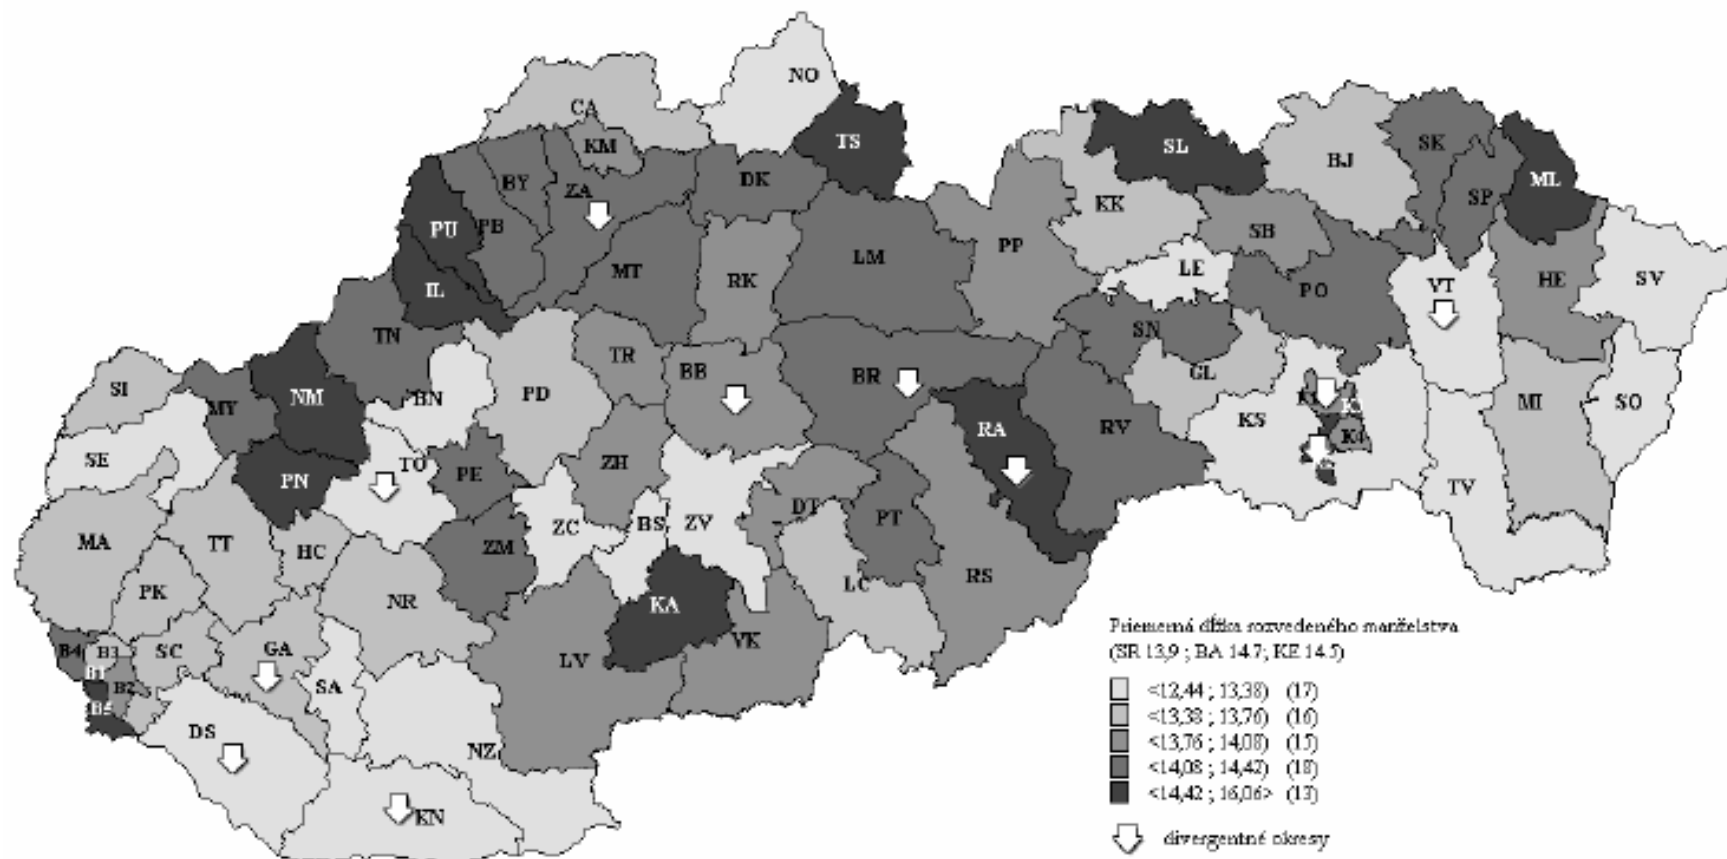 NO
CA
KM
TS
SL
BJ
SK
ML
BY
ZA
DK
SP
PU
PB
KK
SB
PP
LM
MT
RK
LE
PO
VT
HE
SV
IL
TN
SN
TR
BB
BR
GL
SI
NM
MY
BN
PD
KS
K4
MI
SO
RA
RV
SE
PN
TO
PE
ZH
TV
DT
PT
ZC
BS
ZV
MA
TT
HC
ZM
RS
PK
NR
KA
LC
VK
B4
B3
SC
GA
LV
B1
B2
SA
B5
DS
NZ
KN
Priemerná dĺžka rozvedeného manželstva
(SR 13,9 ; BA 14.7; KE 14.5)
<12,44 ; 13,38) (17)
<13,38 ; 13,76) (16)
<13,76 ; 14,08) (15)
<14,08 ; 14,42) (18)
<14,42 ; 16,06> (13)
divergentné okresy